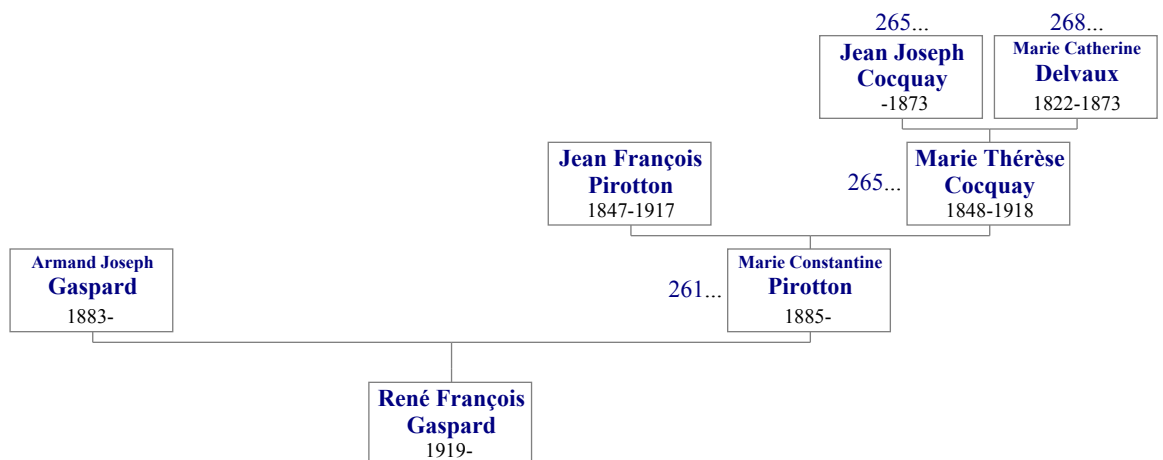 265...
268...
Jean Joseph
Cocquay
-1873
Marie Catherine
Delvaux
1822-1873
Jean François
Pirotton
1847-1917
265...
Marie Thérèse
Cocquay
1848-1918
Armand Joseph
Gaspard
1883-
261...
Marie Constantine
Pirotton
1885-
René François
Gaspard
1919-